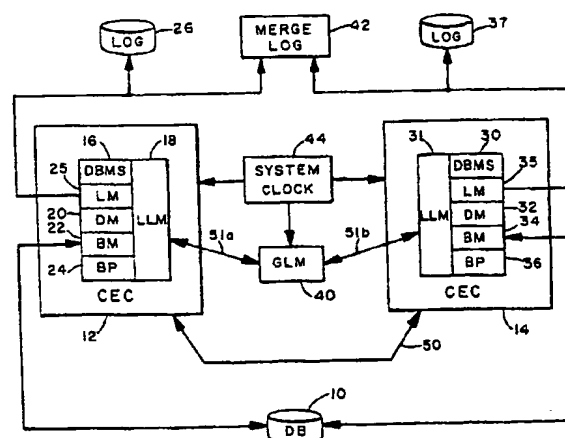 26
LOG
MERGE
LOG
42
37
LOG
16
18
DBMS
25
LM
20
DM
22
BM
24
BP
LLM
CEC
12
44
SYSTEM
CLOCK
51a
51b
GLM
40
31
30
DBMS
35
LM
32
DM
34
BM
BP
36
LLM
CEC
14
50
10
DB